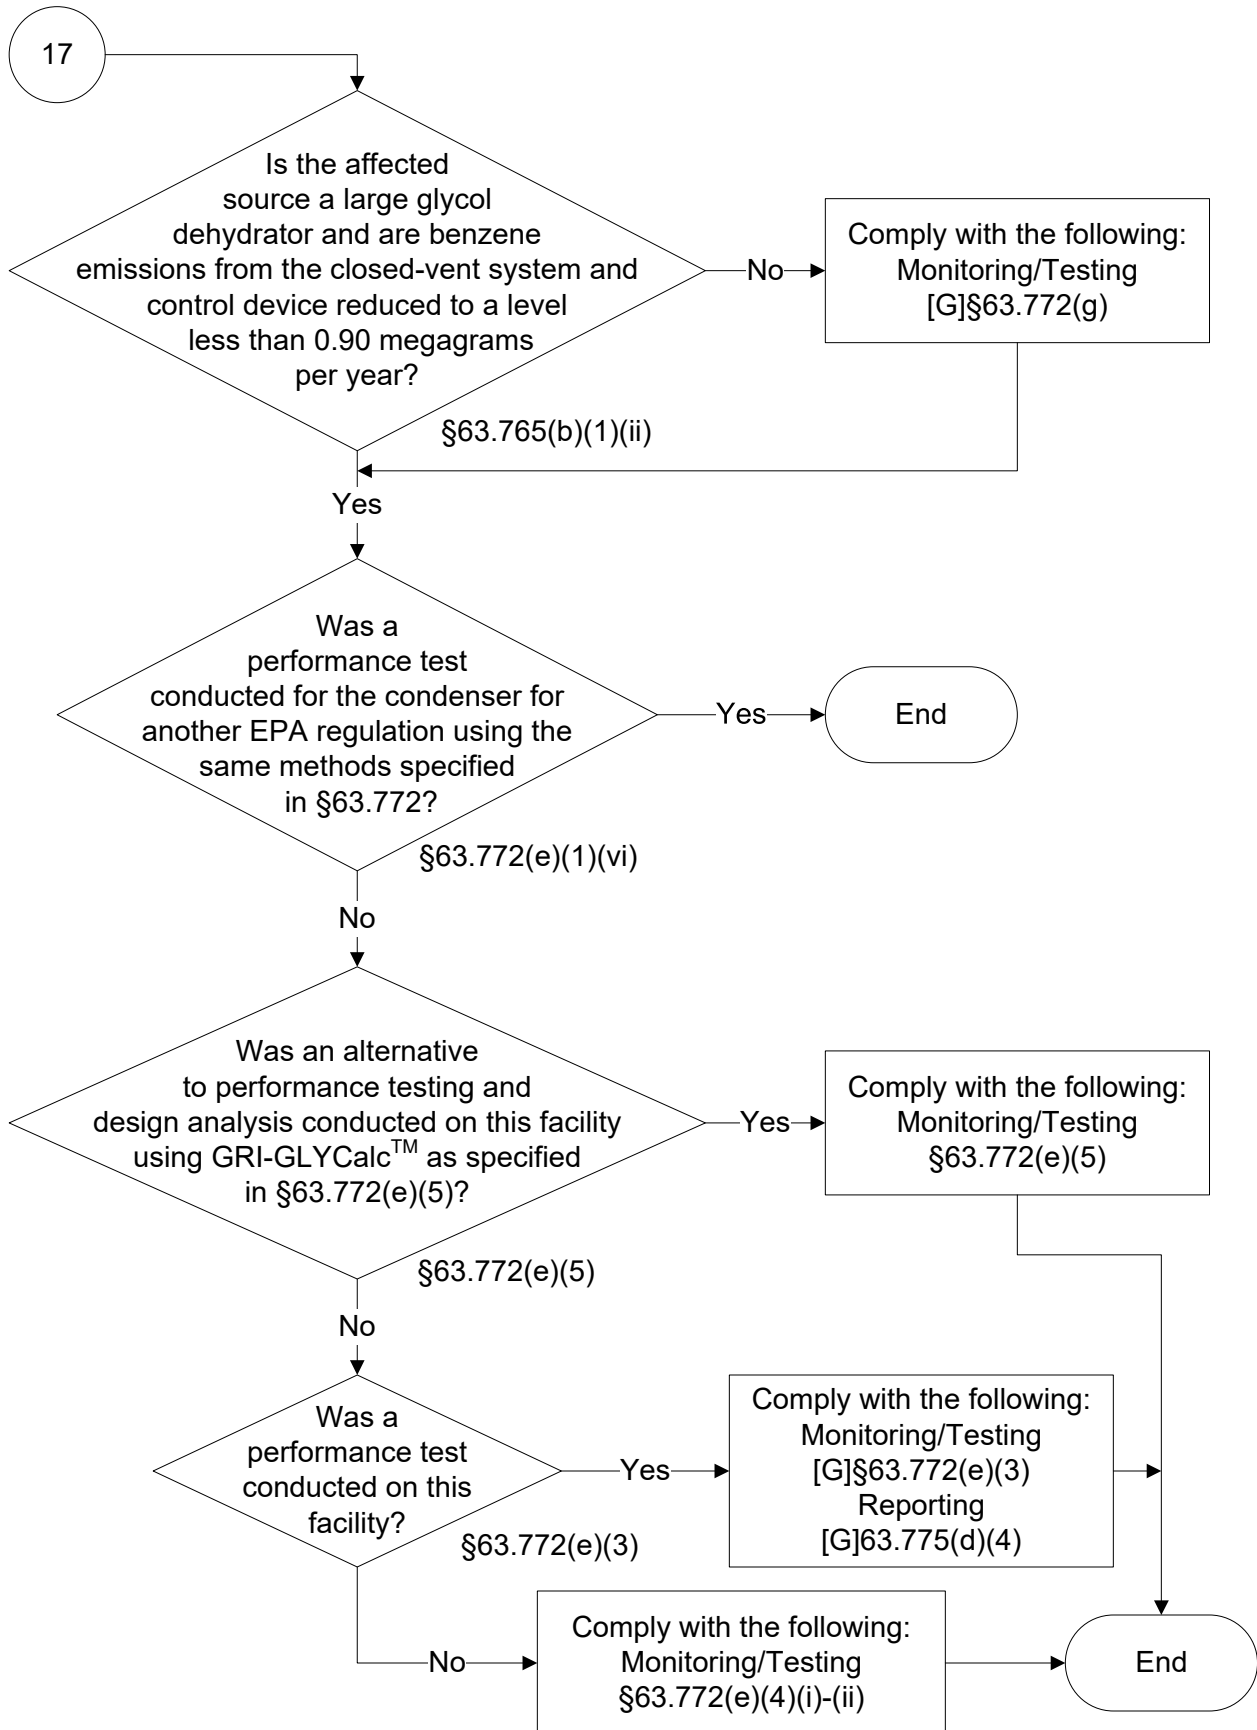 17
Is the affected
source a large glycol
dehydrator and are benzene
emissions from the closed-vent system and
control device reduced to a level
less than 0.90 megagrams
per year?
No
Comply with the following:
Monitoring/Testing
[G]§63.772(g)
§63.765(b)(1)(ii)
Yes
Was a
performance test
conducted for the condenser for
another EPA regulation using the
same methods specified
in §63.772?
Yes
End
§63.772(e)(1)(vi)
No
Was an alternative
to performance testing and
design analysis conducted on this facility
using GRI-GLYCalc™ as specified
in §63.772(e)(5)?
Yes
Comply with the following:
Monitoring/Testing
§63.772(e)(5)
§63.772(e)(5)
No
Was a
performance test
conducted on this
facility?
Yes
Comply with the following:
Monitoring/Testing
[G]§63.772(e)(3)
Reporting
[G]63.775(d)(4)
§63.772(e)(3)
No
Comply with the following:
Monitoring/Testing
§63.772(e)(4)(i)-(ii)
End